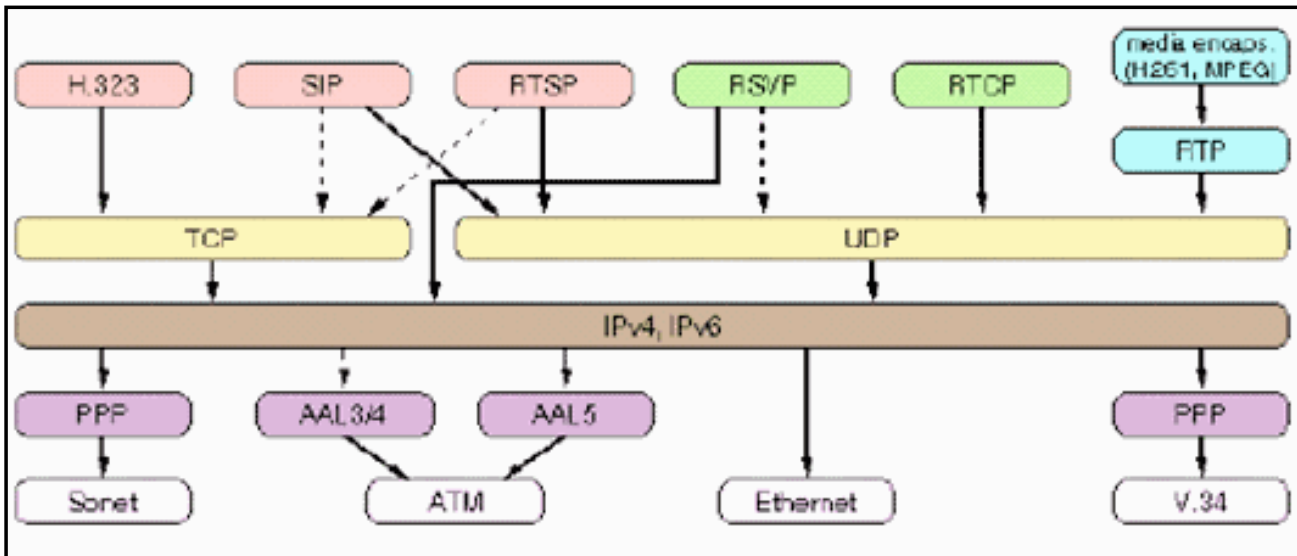 media encaps.
(H.261, MPEG)
H.323
SIP
RTSP
RSVP
RTCP
RTP
TCP
UDP
IPv4, IPv6
PPP
AAL3/4
AAL5
PPP
Sonet
ATM
Ethernet
V.34